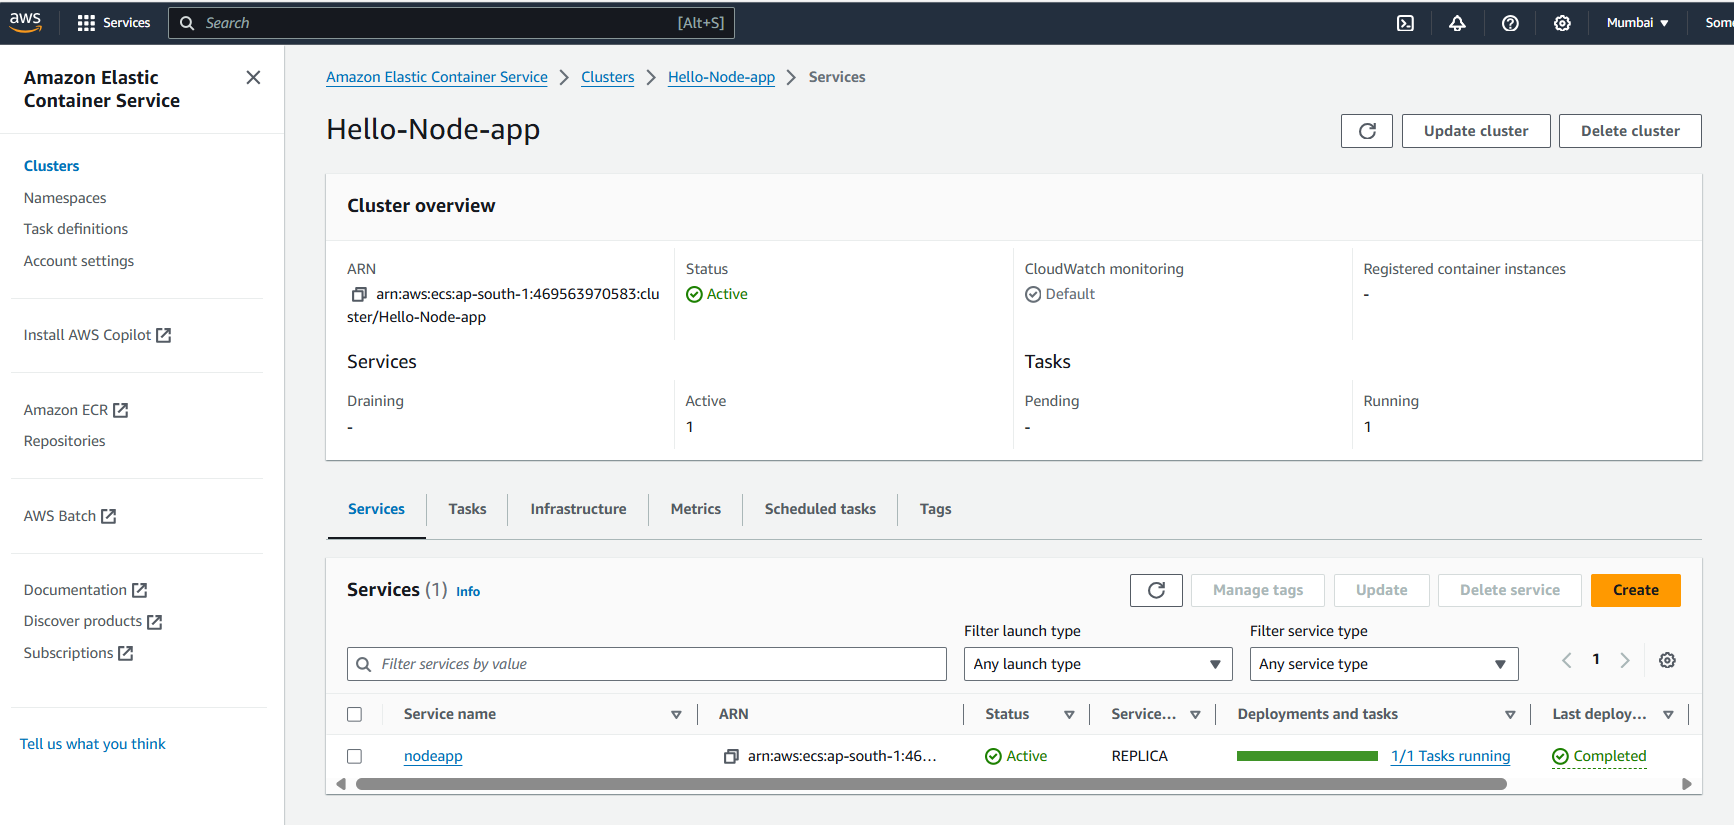 aws Services Search [Alt+S] Mumbai
Amazon Elastic
Container Service
Clusters
Namespaces
Task definitions
Account settings
Install AWS Copilot
Amazon ECR
Repositories
AWS Batch
Documentation
Discover products
Subscriptions
Tell us what you think
Amazon Elastic Container Service Clusters Hello-Node-app Services
Hello-Node-app
Update cluster Delete cluster
Cluster overview
ARN
arn:aws:ecs:ap-south-1:469563970583:clu
ster/Hello-Node-app
Status
Active
CloudWatch monitoring
Default
Registered container instances
-
Services
Draining
-
Active
1
Tasks
Pending
-
Running
1
Services Tasks Infrastructure Metrics Scheduled tasks Tags
Services (1) Info
Manage tags Update Delete service Create
Filter launch type Filter service type
Filter services by value Any launch type Any service type 1
Service name ARN Status Service... Deployments and tasks Last deploy...
nodeapp arn:aws:ecs:ap-south-1:46... Active REPLICA 1/1 Tasks running Completed